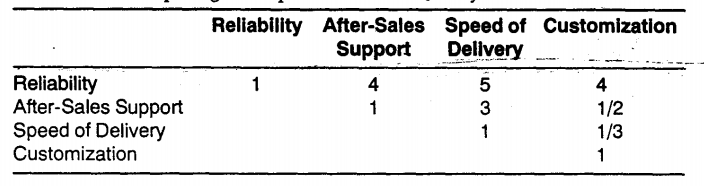 Reliability After-Sales Speed of Customization
Support Delivery
Reliability 1 4 5 4
After-Sales Support 1 3 1/2
Speed of Delivery 1 1/3
Customization 1